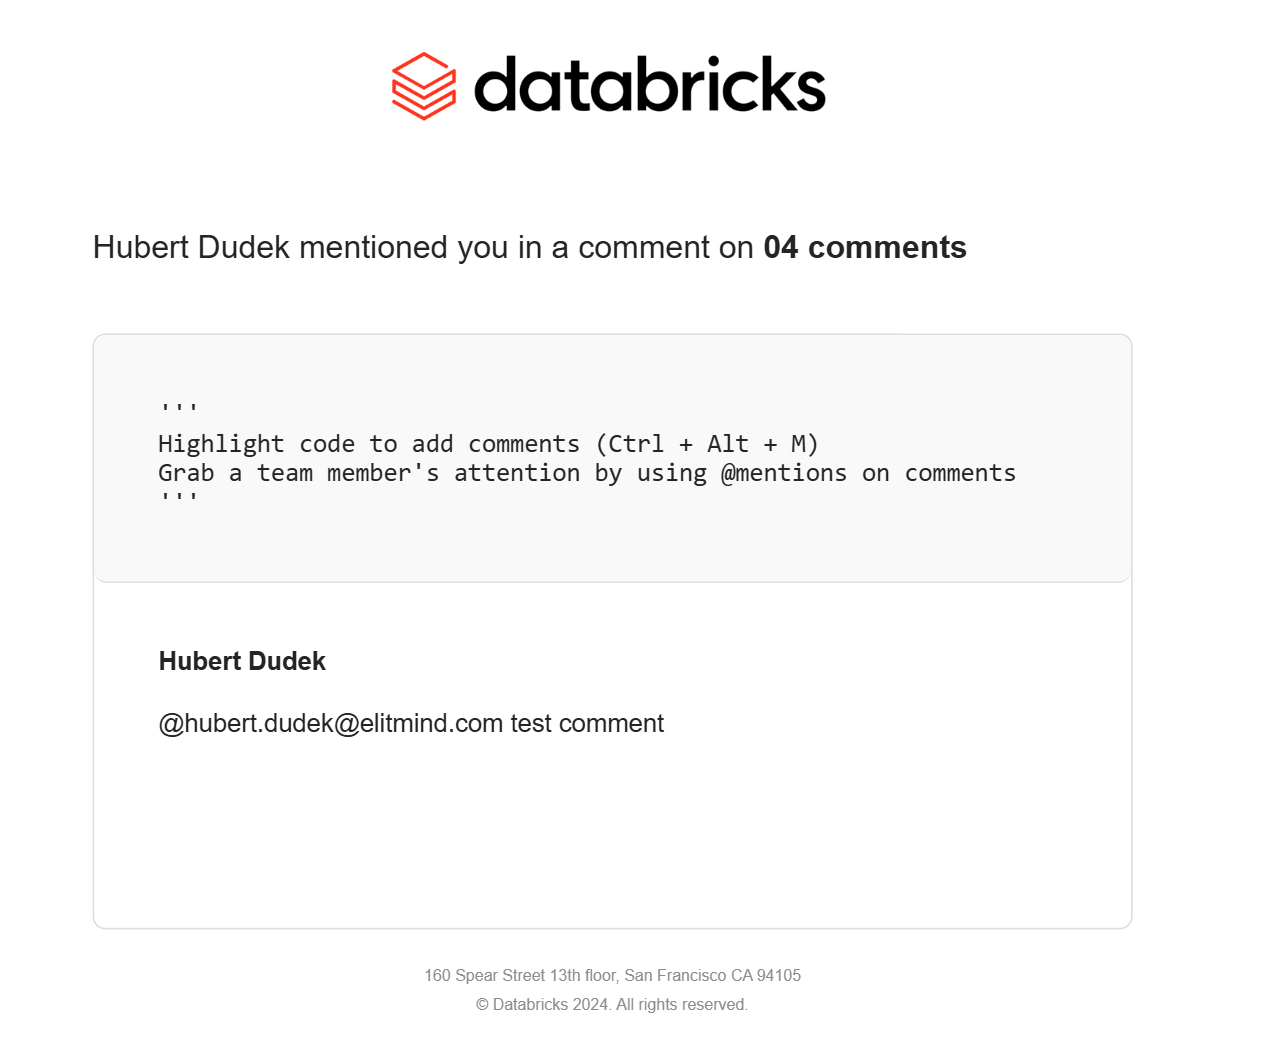 databricks
Hubert Dudek mentioned you in a comment on 04 comments
'''
Highlight code to add comments (Ctrl + Alt + M)
Grab a team member's attention by using @mentions on comments
'''
Hubert Dudek
@hubert.dudek@elitmind.com test comment
160 Spear Street 13th floor, San Francisco CA 94105
© Databricks 2024. All rights reserved.